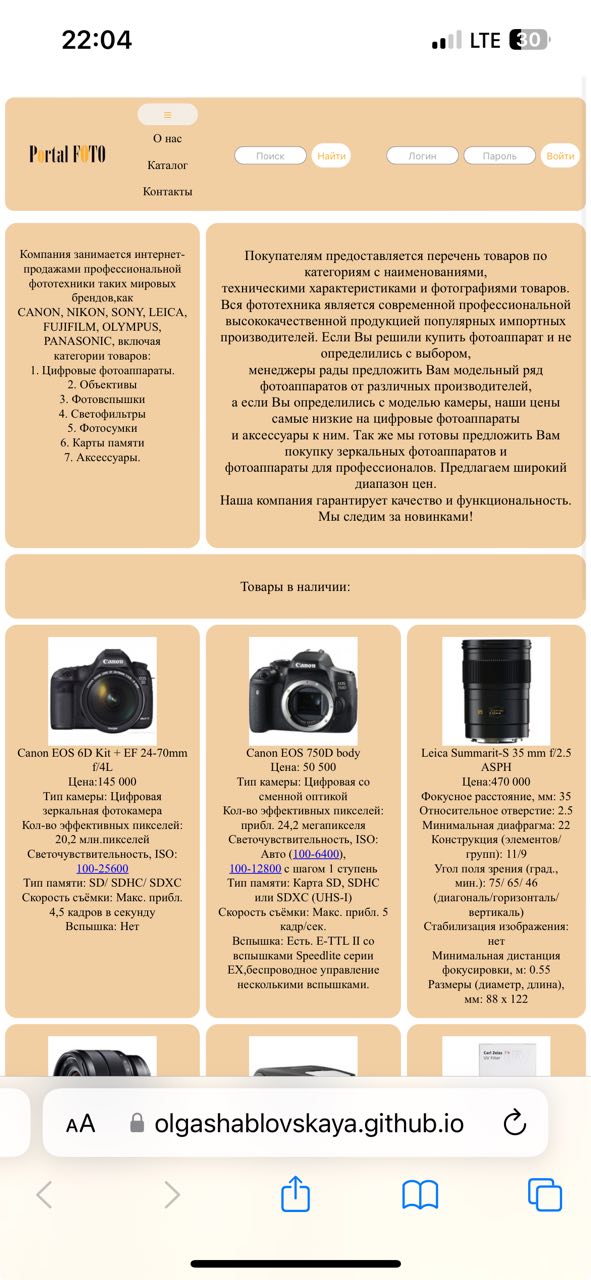 22:04
LTE 30
Portal FOTO
О нас
Каталог
Контакты
Поиск
Найти
Логин
Пароль
Войти
Компания занимается интернет-
продажами профессиональной
фототехники таких мировых
брендов,как
CANON, NIKON, SONY, LEICA,
FUJIFILM, OLYMPUS,
PANASONIC, включая
категории товаров:
1. Цифровые фотоаппараты.
2. Объективы
3. Фотовспышки
4. Светофильтры
5. Фотосумки
6. Карты памяти
7. Аксессуары.
Покупателям предоставляется перечень товаров по
категориям с наименованиями,
техническими характеристиками и фотографиями товаров.
Вся фототехника является современной профессиональной
высококачественной продукцией популярных импортных
производителей. Если Вы решили купить фотоаппарат и не
определились с выбором,
менеджеры рады предложить Вам модельный ряд
фотоаппаратов от различных производителей,
а если Вы определились с моделью камеры, наши цены
самые низкие на цифровые фотоаппараты
и аксессуары к ним. Так же мы готовы предложить Вам
покупку зеркальных фотоаппаратов и
фотоаппараты для профессионалов. Предлагаем широкий
диапазон цен.
Наша компания гарантирует качество и функциональность.
Мы следим за новинками!
Товары в наличии:
Canon
Canon EOS 6D Kit + EF 24-70mm
f/4L
Цена:145 000
Тип камеры: Цифровая
зеркальная фотокамера
Кол-во эффективных пикселей:
20,2 млн.пикселей
Светочувствительность, ISO:
100-25600
Тип памяти: SD/ SDHC/ SDXC
Скорость съёмки: Макс. прибл.
4,5 кадров в секунду
Вспышка: Нет
Canon
Canon EOS 750D body
Цена: 50 500
Тип камеры: Цифровая со
сменной оптикой
Кол-во эффективных пикселей:
прибл. 24,2 мегапикселя
Светочувствительность, ISO:
Авто (100-6400),
100-12800 с шагом 1 ступень
Тип памяти: Карта SD, SDHC
или SDXC (UHS-I)
Скорость съёмки: Макс. прибл. 5
кадр/сек.
Вспышка: Есть. E-TTL II со
вспышками Speedlite серии
EX,беспроводное управление
несколькими вспышками.
Leica Summarit-S 35 mm f/2.5
ASPH
Цена:470 000
Фокусное расстояние, мм: 35
Относительное отверстие: 2.5
Минимальная диафрагма: 22
Конструкция (элементы/
групп): 11/9
Угол поля зрения (град.,
мин.): 75/ 65/ 46
(диагональ/горизонталь/
вертикаль)
Стабилизация изображения:
нет
Минимальная дистанция
фокусировки, м: 0.55
Размеры (диаметр, длина),
мм: 88 x 122
Carl Zeiss
UV Filter
AA
olgashablovskaya.github.io